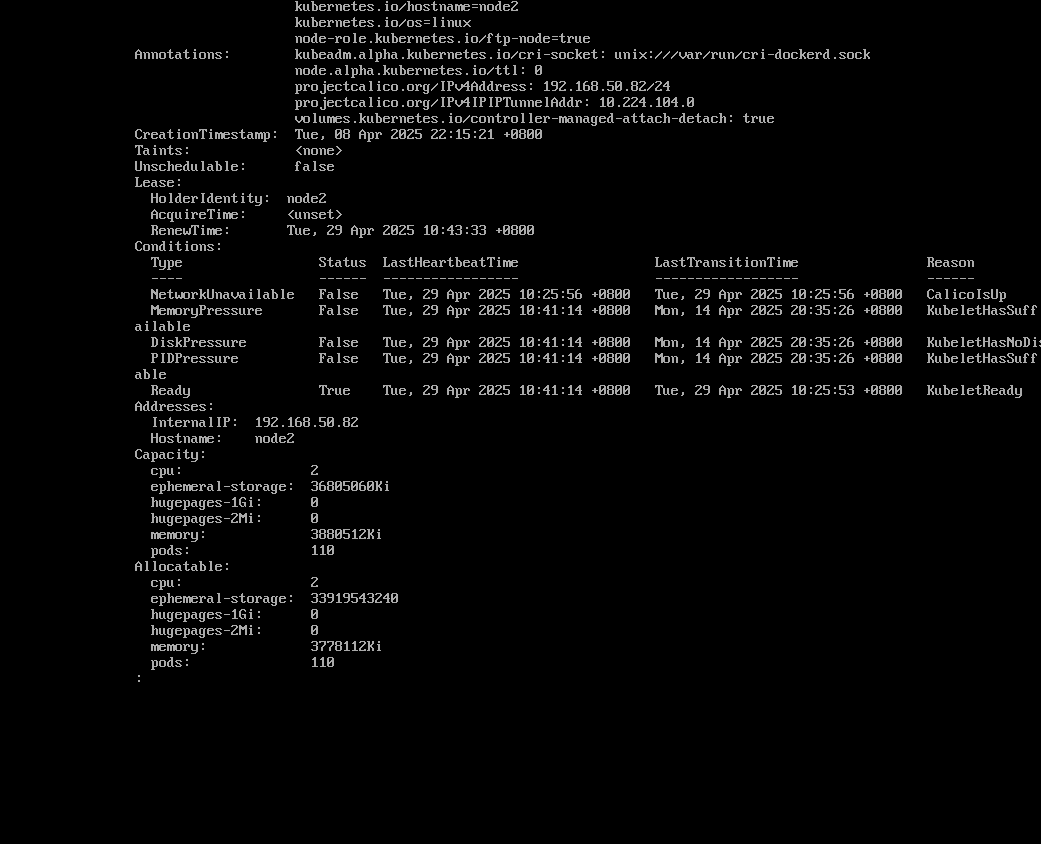 kubernetes.io/hostname=node2
kubernetes.io/os=linux
node-role.kubernetes.io/ftp-node=true
Annotations: kubeadm.alpha.kubernetes.io/cri-socket: unix:///var/run/cri-dockerd.sock
node.alpha.kubernetes.io/ttl: 0
projectcalico.org/IPv4Address: 192.168.50.82/24
projectcalico.org/IPv4IPIPTunnelAddr: 10.224.104.0
volumes.kubernetes.io/controller-managed-attach-detach: true
CreationTimestamp: Tue, 08 Apr 2025 22:15:21 +0800
Taints: <none>
Unschedulable: false
Lease:
HolderIdentity: node2
AcquireTime: <unset>
RenewTime: Tue, 29 Apr 2025 10:43:33 +0800
Conditions:
Type Status LastHeartbeatTime LastTransitionTime Reason
---- ------ ----------------- ------------------ ------
NetworkUnavailable False Tue, 29 Apr 2025 10:25:56 +0800 Tue, 29 Apr 2025 10:25:56 +0800 CalicoIsUp
MemoryPressure False Tue, 29 Apr 2025 10:41:14 +0800 Mon, 14 Apr 2025 20:35:26 +0800 KubeletHasSuff
ailable
DiskPressure False Tue, 29 Apr 2025 10:41:14 +0800 Mon, 14 Apr 2025 20:35:26 +0800 KubeletHasNoDis
PIDPressure False Tue, 29 Apr 2025 10:41:14 +0800 Mon, 14 Apr 2025 20:35:26 +0800 KubeletHasSuff
able
Ready True Tue, 29 Apr 2025 10:41:14 +0800 Tue, 29 Apr 2025 10:25:53 +0800 KubeletReady
Addresses:
InternalIP: 192.168.50.82
Hostname: node2
Capacity:
cpu: 2
ephemeral-storage: 36805060Ki
hugepages-1Gi: 0
hugepages-2Mi: 0
memory: 3880512Ki
pods: 110
Allocatable:
cpu: 2
ephemeral-storage: 33919543240
hugepages-1Gi: 0
hugepages-2Mi: 0
memory: 3778112Ki
pods: 110
: